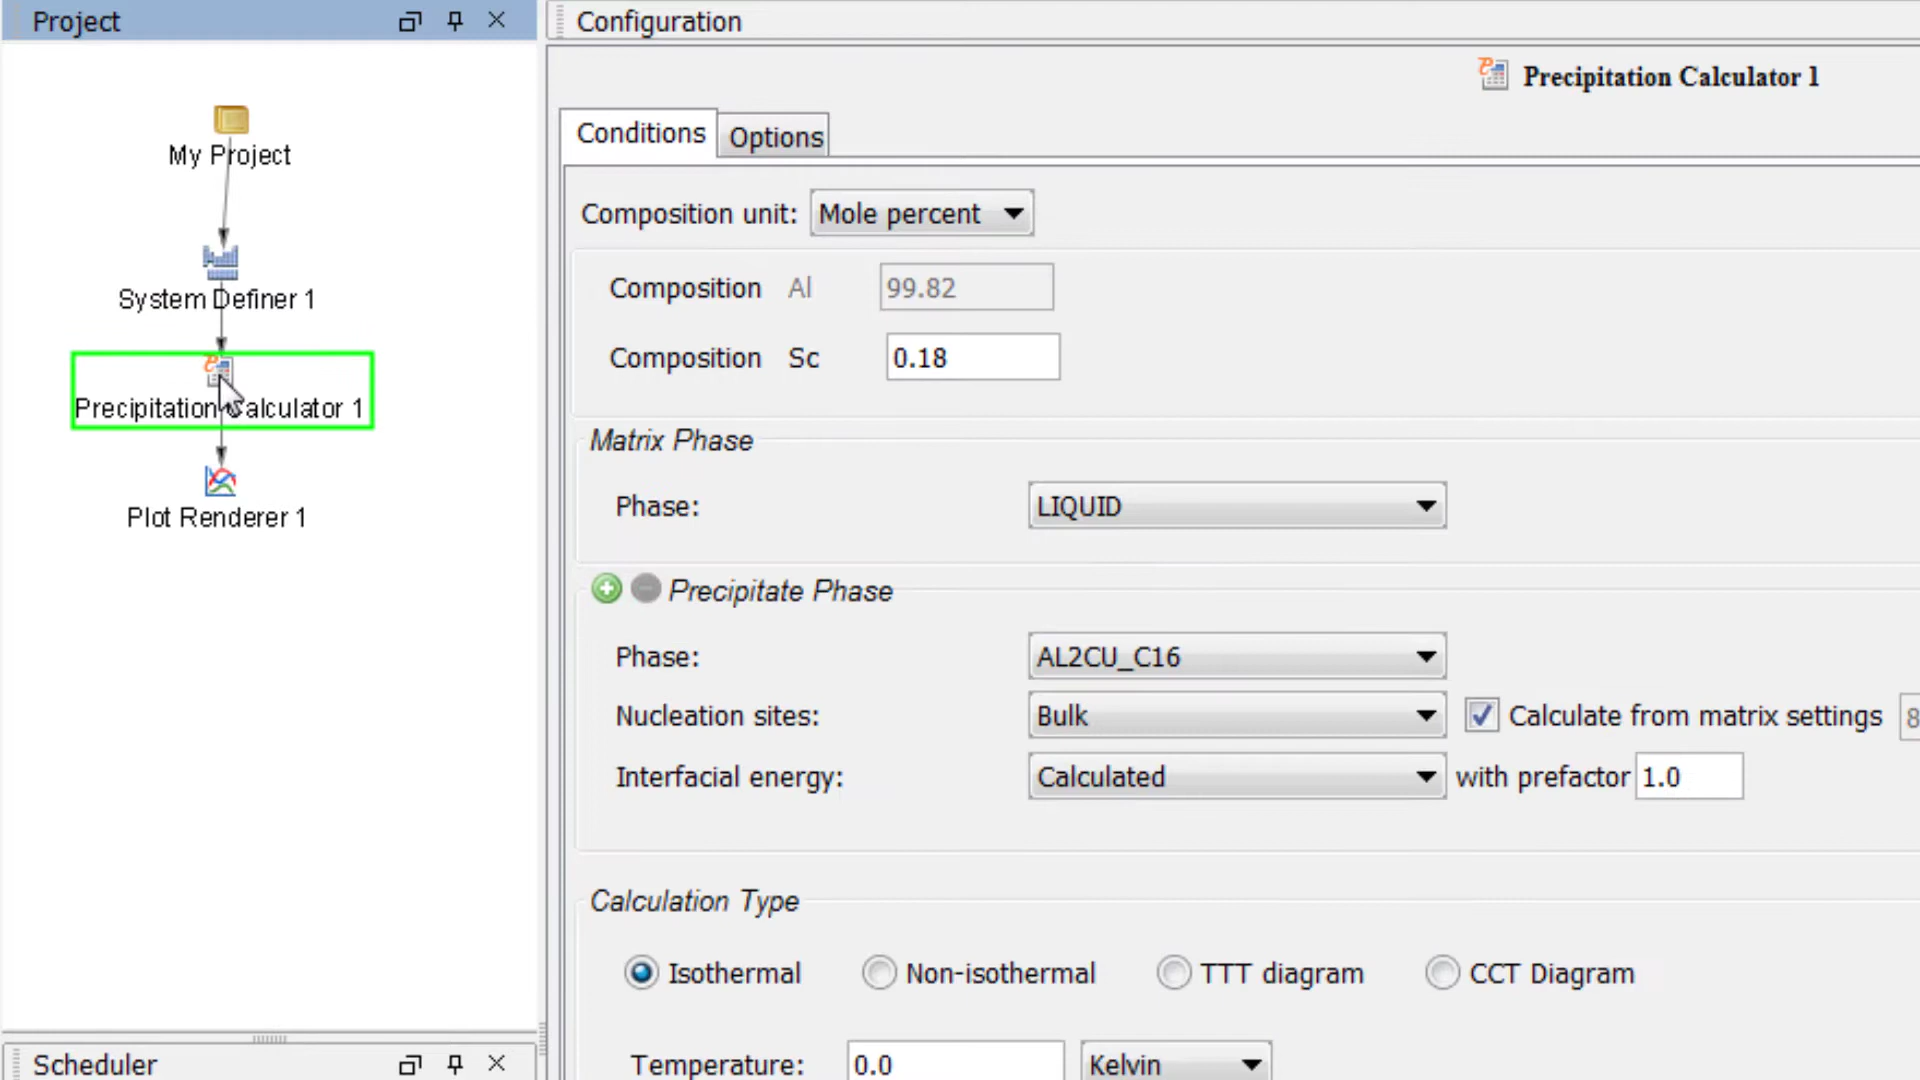 Project
My Project
System Definer 1
Precipitation Calculator 1
Plot Renderer 1
Scheduler
Configuration
Precipitation Calculator 1
Conditions Options
Composition unit: Mole percent
Composition Al 99.82
Composition Sc 0.18
Matrix Phase
Phase: LIQUID
Precipitate Phase
Phase: AL2CU_C16
Nucleation sites: Bulk Calculate from matrix settings 8
Interfacial energy: Calculated with prefactor 1.0
Calculation Type
Isothermal Non-isothermal TTT diagram CCT Diagram
Temperature: 0.0 Kelvin